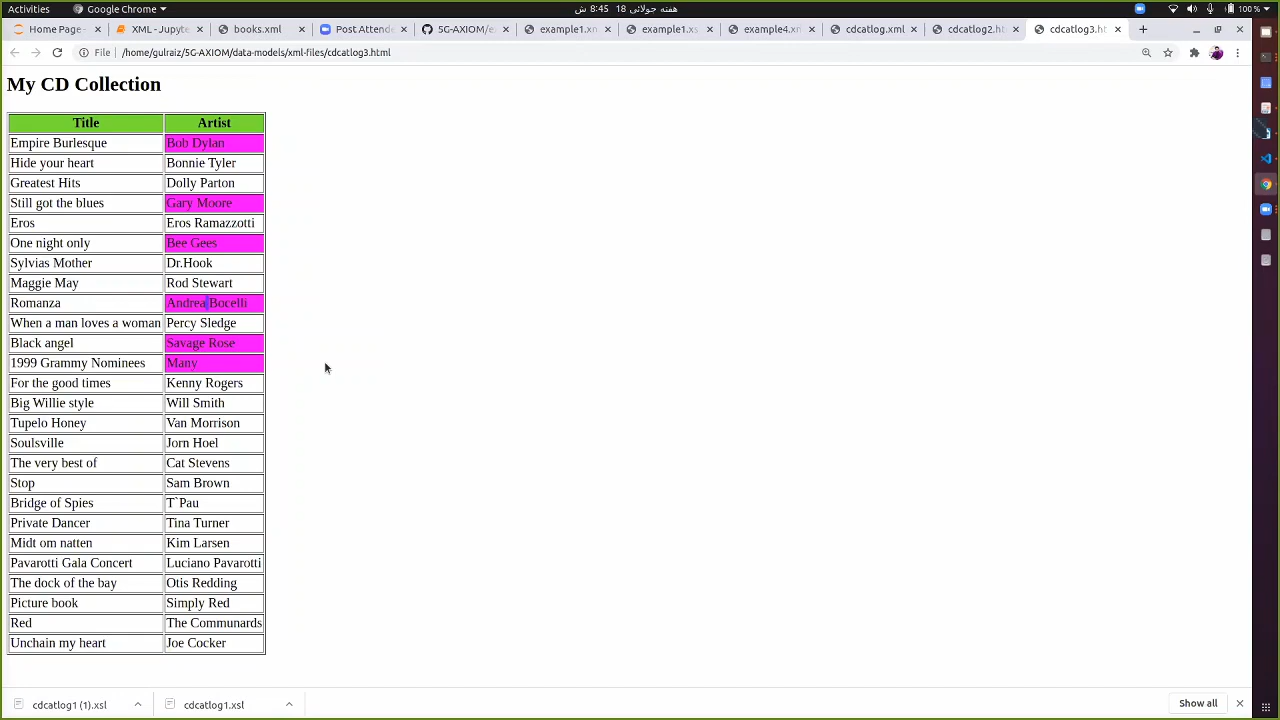 Activities
Google Chrome
هفته جولائی 18 8:45 ش
100 %
Home Page -
XML - Jupyte
books.xml
Post Attend
5G-AXIOM/e
example1.xn
example1.xs
example4.xn
cdcatlog.xml
cdcatlog2.ht
cdcatlog3.ht
File
/home/gulraiz/5G-AXIOM/data-models/xml-files/cdcatlog3.html
My CD Collection
Title Artist
Empire Burlesque Bob Dylan
Hide your heart Bonnie Tyler
Greatest Hits Dolly Parton
Still got the blues Gary Moore
Eros Eros Ramazzotti
One night only Bee Gees
Sylvias Mother Dr.Hook
Maggie May Rod Stewart
Romanza Andrea Bocelli
When a man loves a woman Percy Sledge
Black angel Savage Rose
1999 Grammy Nominees Many
For the good times Kenny Rogers
Big Willie style Will Smith
Tupelo Honey Van Morrison
Soulsville Jorn Hoel
The very best of Cat Stevens
Stop Sam Brown
Bridge of Spies T`Pau
Private Dancer Tina Turner
Midt om natten Kim Larsen
Pavarotti Gala Concert Luciano Pavarotti
The dock of the bay Otis Redding
Picture book Simply Red
Red The Communards
Unchain my heart Joe Cocker
cdcatlog1 (1).xsl
cdcatlog1.xsl
Show all